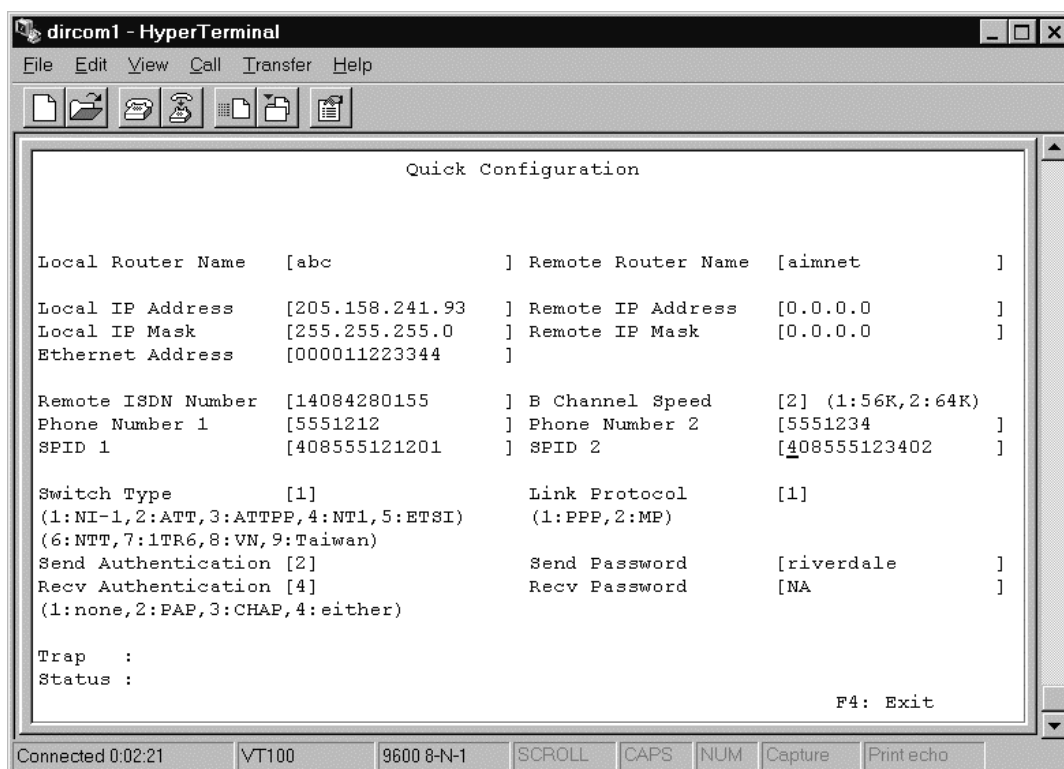 dircom1 - HyperTerminal
File Edit View Call Transfer Help
Quick Configuration
Local Router Name [abc ] Remote Router Name [aimnet ]
Local IP Address [205.158.241.93 ] Remote IP Address [0.0.0.0 ]
Local IP Mask [255.255.255.0 ] Remote IP Mask [0.0.0.0 ]
Ethernet Address [000011223344 ]
Remote ISDN Number [14084280155 ] B Channel Speed [2] (1:56K,2:64K)
Phone Number 1 [5551212 ] Phone Number 2 [5551234 ]
SPID 1 [408555121201 ] SPID 2 [408555123402 ]
Switch Type [1] Link Protocol [1]
(1:NI-1,2:ATT,3:ATTPP,4:NT1,5:ETSI) (1:PPP,2:MP)
(6:NTT,7:1TR6,8:VN,9:Taiwan)
Send Authentication [2] Send Password [riverdale ]
Recv Authentication [4] Recv Password [NA ]
(1:none,2:PAP,3:CHAP,4:either)
Trap :
Status :
F4: Exit
Connected 0:02:21 VT100 9600 8-N-1 SCROLL CAPS NUM Capture Print echo